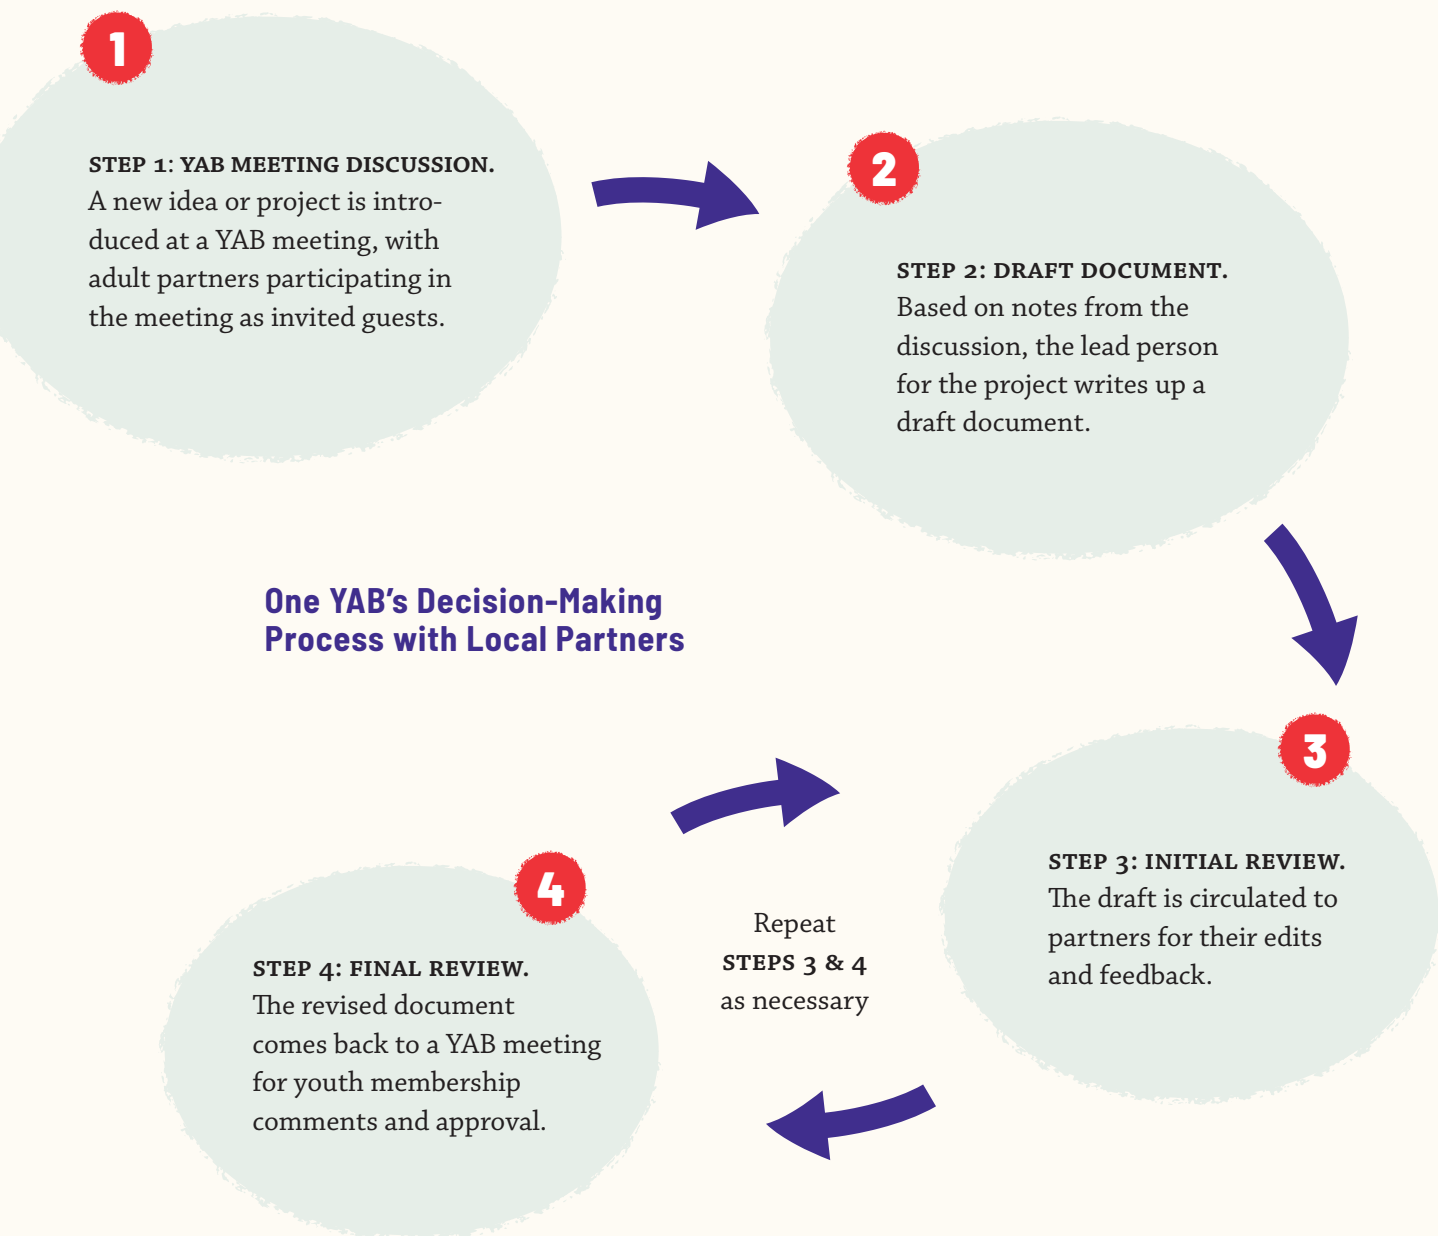 1
STEP 1: YAB MEETING DISCUSSION.
A new idea or project is intro-
duced at a YAB meeting, with
adult partners participating in
the meeting as invited guests.
2
STEP 2: DRAFT DOCUMENT.
Based on notes from the
discussion, the lead person
for the project writes up a
draft document.
One YAB’s Decision-Making
Process with Local Partners
3
STEP 3: INITIAL REVIEW.
The draft is circulated to
partners for their edits
and feedback.
4
STEP 4: FINAL REVIEW.
The revised document
comes back to a YAB meeting
for youth membership
comments and approval.
Repeat
STEPS 3 & 4
as necessary